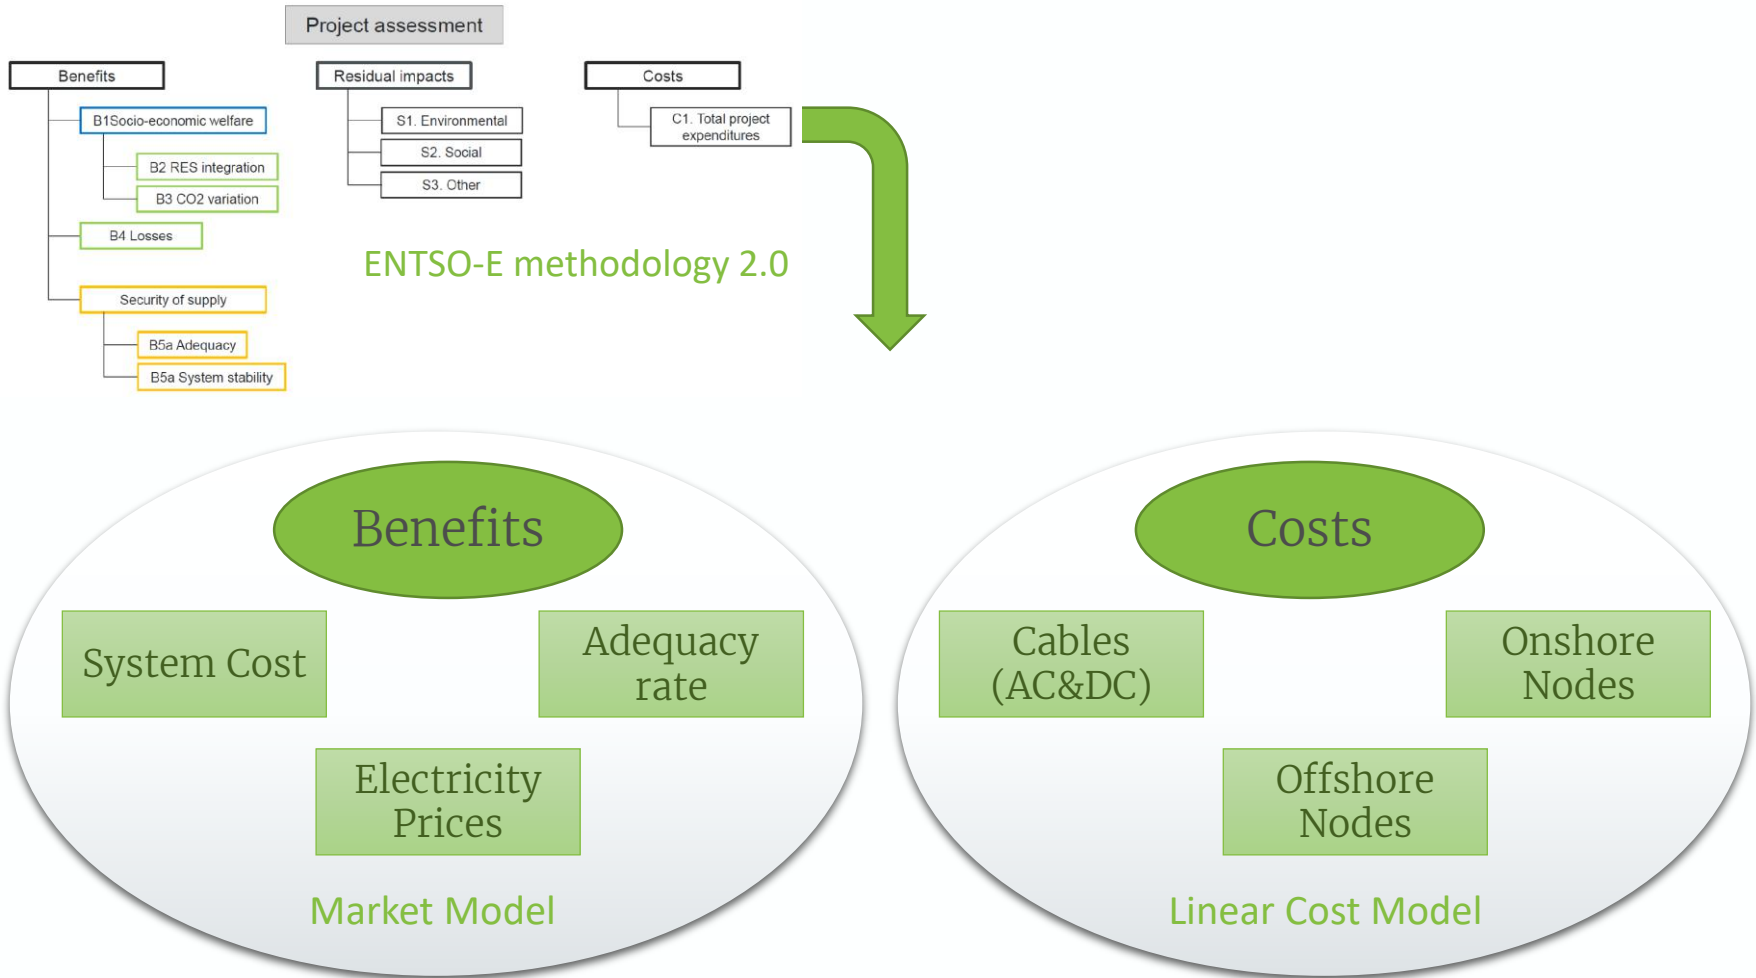 Project assessment
Benefits
B1Socio-economic welfare
B2 RES integration
B3 CO2 variation
B4 Losses
Security of supply
B5a Adequacy
B5a System stability
Residual impacts
S1. Environmental
S2. Social
S3. Other
Costs
C1. Total project
expenditures
ENTSO-E methodology 2.0
Benefits
System Cost
Adequacy
rate
Electricity
Prices
Market Model
Costs
Cables
(AC&DC)
Onshore
Nodes
Offshore
Nodes
Linear Cost Model